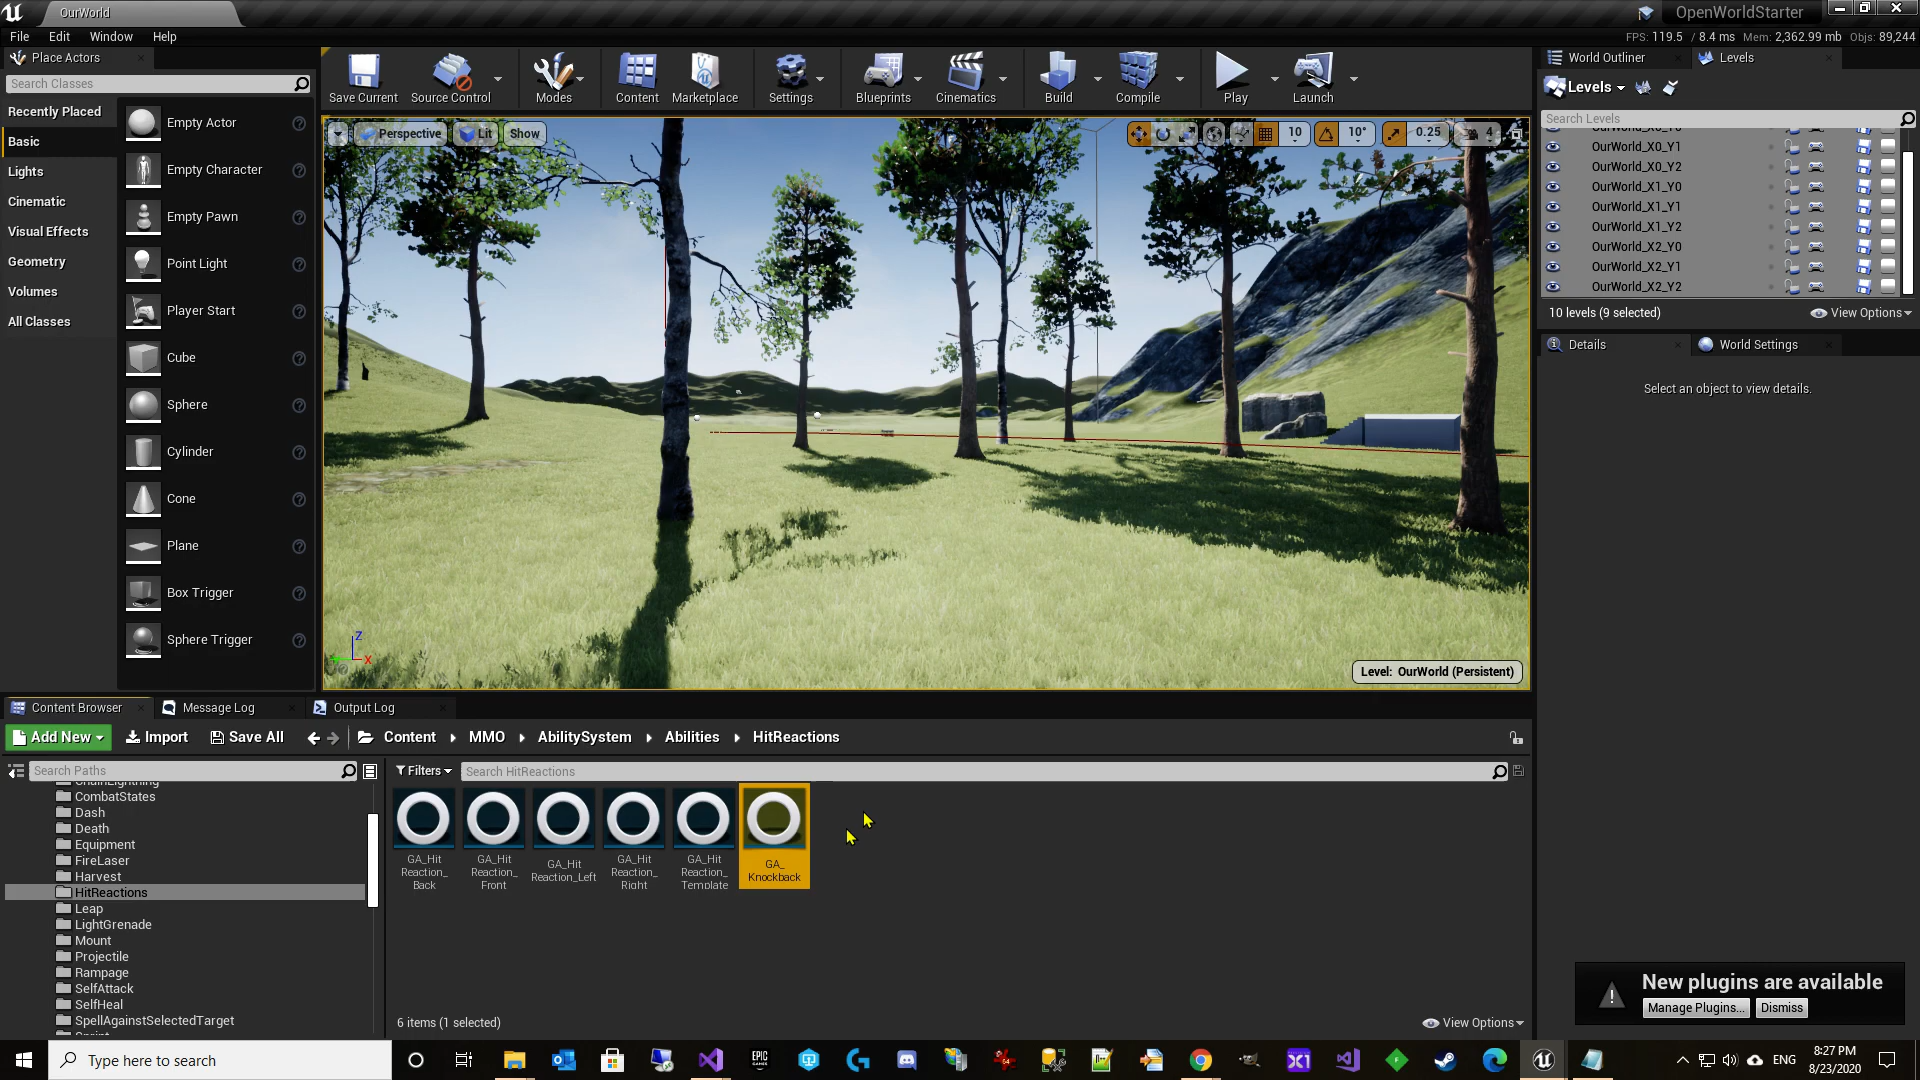 OurWorld
OpenWorldStarter
File Edit Window Help
FPS: 119.5 / 8.4 ms Mem: 2,362.99 mb Objs: 89,244
Place Actors
Search Classes
Recently Placed
Basic
Lights
Cinematic
Visual Effects
Geometry
Volumes
All Classes
Empty Actor
Empty Character
Empty Pawn
Point Light
Player Start
Cube
Sphere
Cylinder
Cone
Plane
Box Trigger
Sphere Trigger
Save Current
Source Control
Modes
Content
Marketplace
Settings
Blueprints
Cinematics
Build
Compile
Play
Launch
Perspective Lit Show
10 10° 0.25 4
Z
X
Level: OurWorld (Persistent)
World Outliner
Levels
Levels
Search Levels
OurWorld_X0_Y1
OurWorld_X0_Y2
OurWorld_X1_Y0
OurWorld_X1_Y1
OurWorld_X1_Y2
OurWorld_X2_Y0
OurWorld_X2_Y1
OurWorld_X2_Y2
10 levels (9 selected)
View Options
Details
World Settings
Select an object to view details.
Content Browser
Message Log
Output Log
Add New Import Save All Content MMO AbilitySystem Abilities HitReactions
Search Paths
Filters
Search HitReactions
ChainLightning
CombatStates
Dash
Death
Equipment
FireLaser
Harvest
HitReactions
Leap
LightGrenade
Mount
Projectile
Rampage
SelfAttack
SelfHeal
SpellAgainstSelectedTarget
Sprint
GA_Hit
Reaction_
Back
GA_Hit
Reaction_
Front
GA_Hit
Reaction_Left
GA_Hit
Reaction_
Right
GA_Hit
Reaction_
Template
GA_
Knockback
6 items (1 selected)
View Options
New plugins are available
Manage Plugins...
Dismiss
Type here to search
EPIC
GAMES
X1
ENG
8:27 PM
8/23/2020